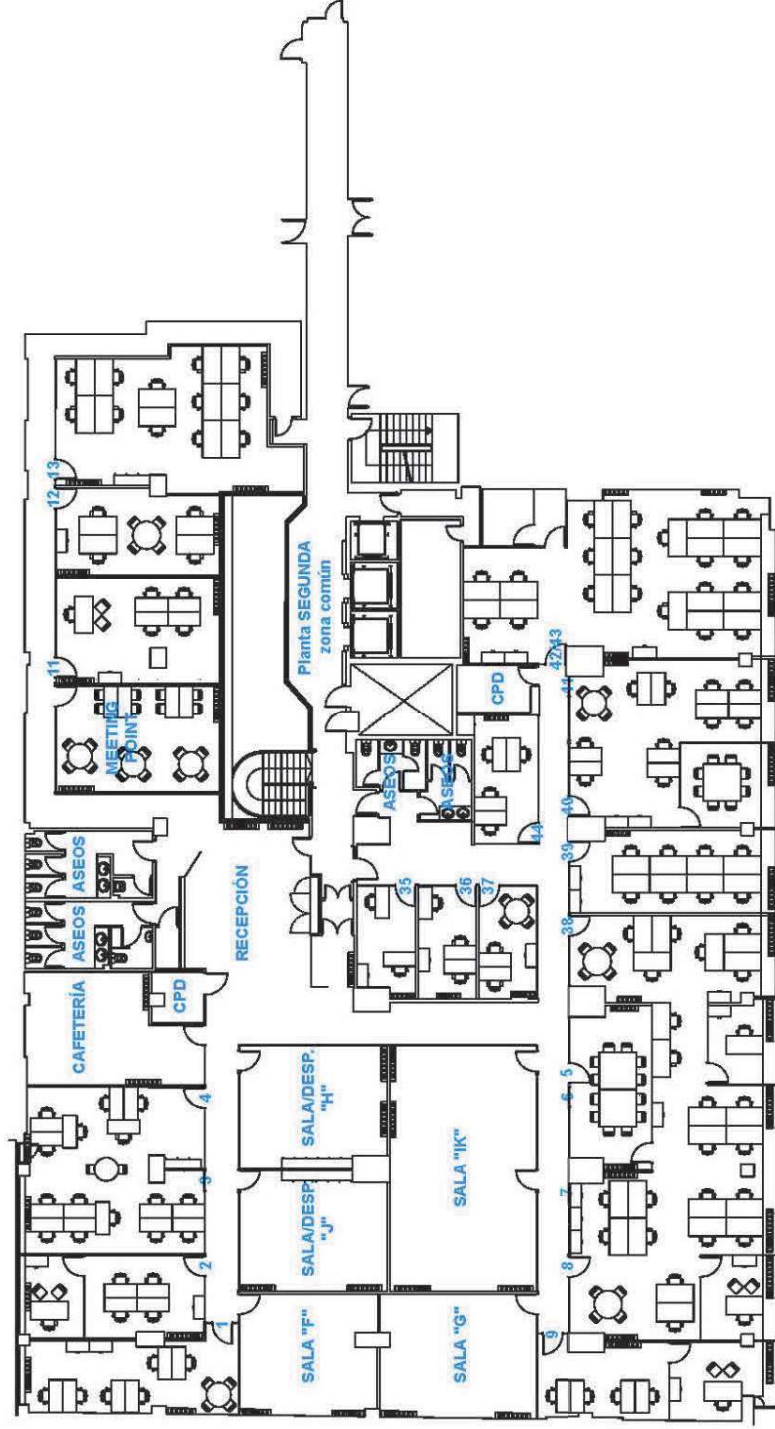 11
12
13
CAFETERÍA
ASEOS
ASEOS
MEETING
POINT
CPD
1
2
3
4
RECEPCIÓN
Planta SEGUNDA
zona común
SALA "F"
SALA/DESP.
"J"
SALA/DESP.
"H"
ASEOS
ASEOS
35
36
37
SALA "G"
SALA "IK"
CPD
44
42/43
9
8
7
6
5
38
39
40
41